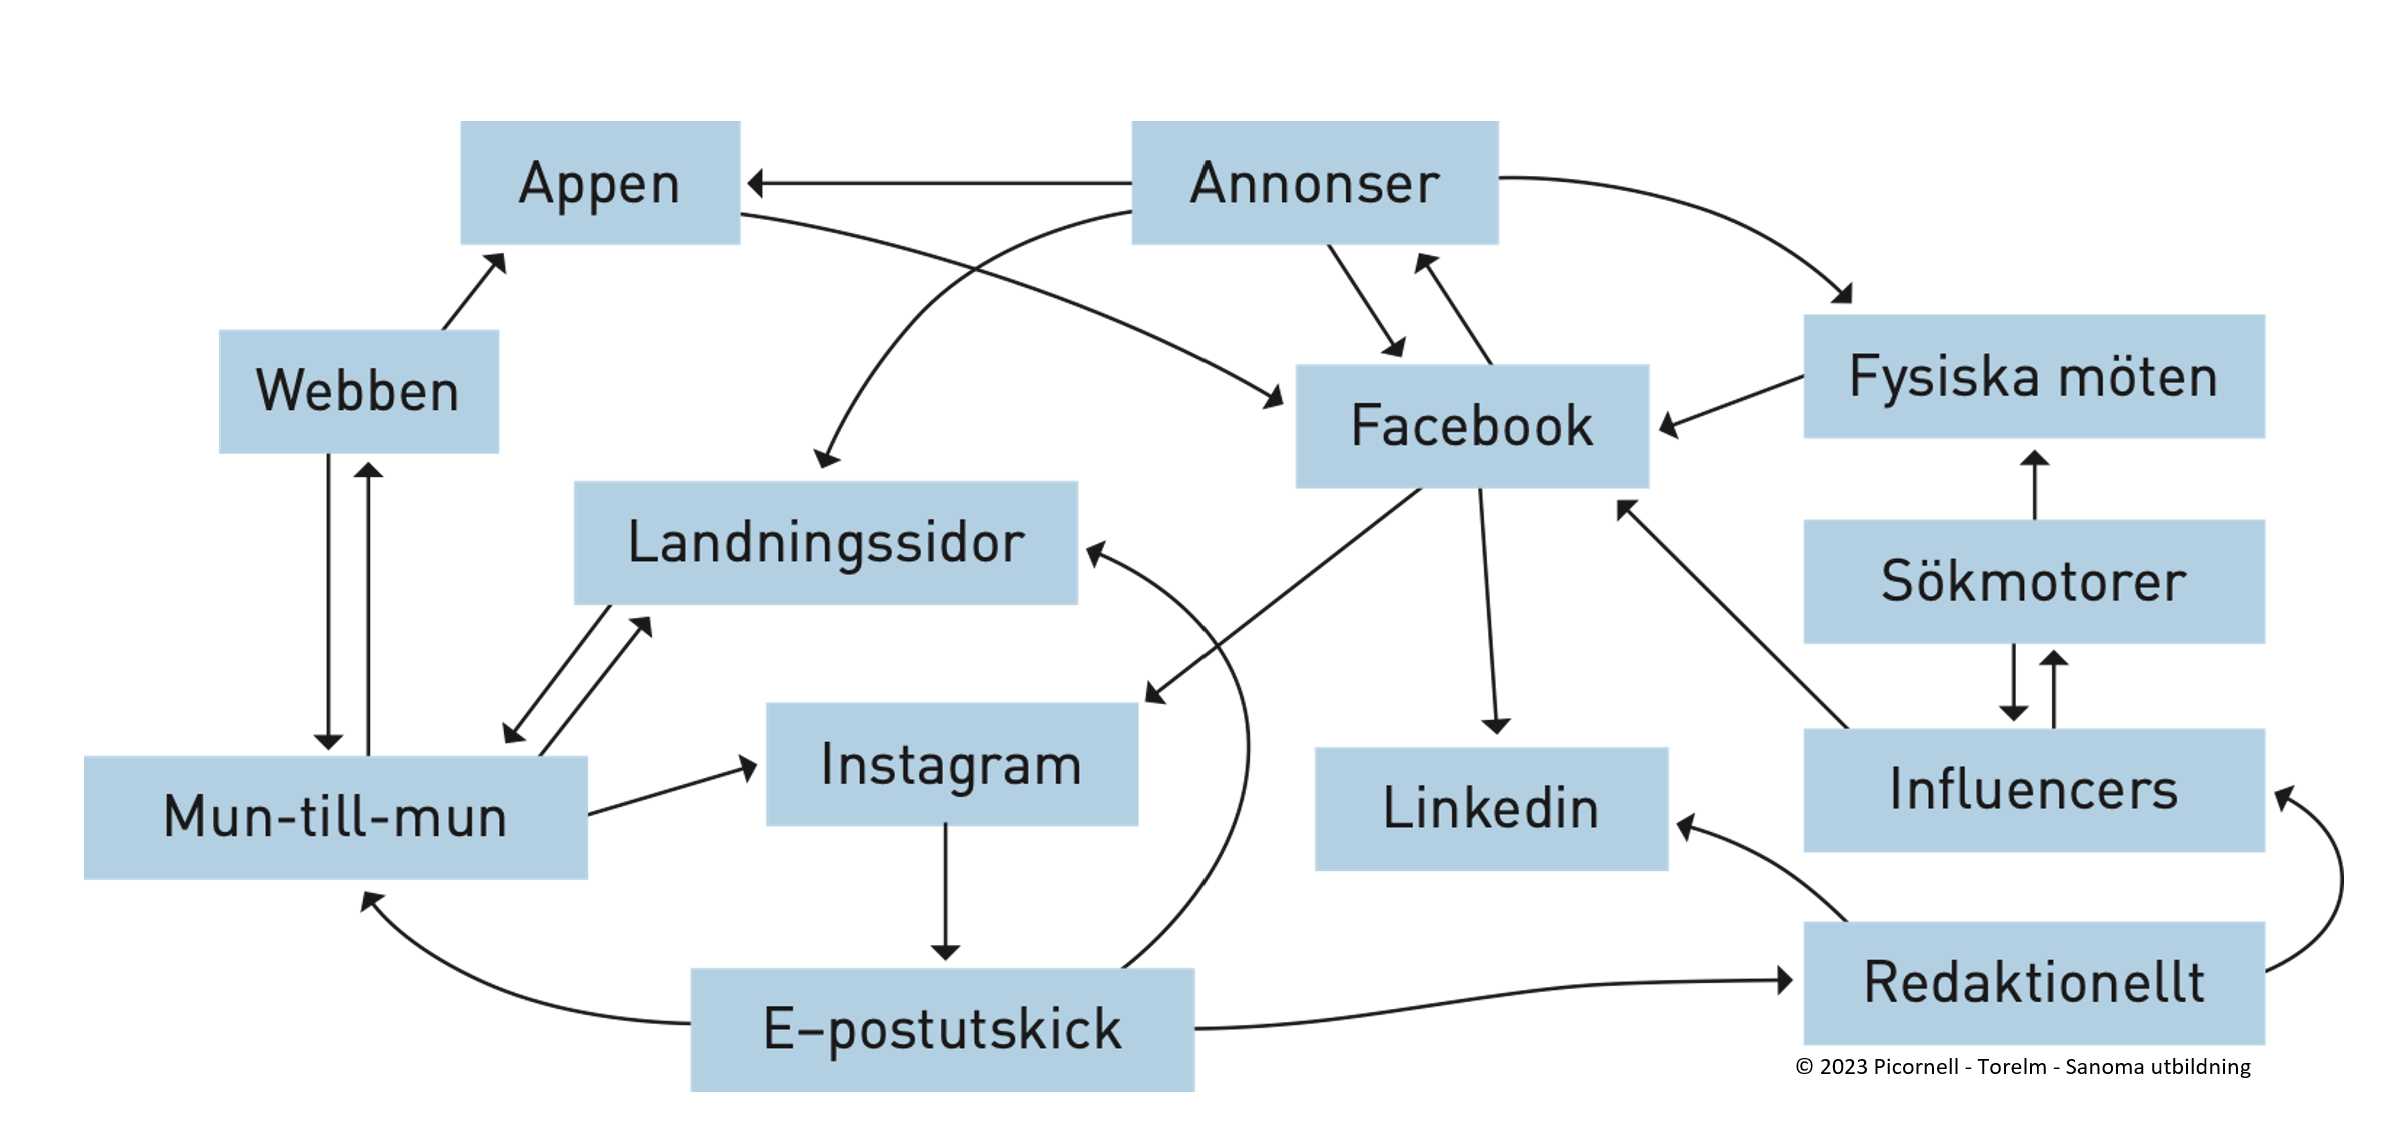 Appen
Annonser
Webben
Fysiska möten
Facebook
Landningssidor
Sökmotorer
Instagram
Linkedin
Influencers
Mun-till-mun
E–postutskick
Redaktionellt
© 2023 Picornell - Torelm - Sanoma utbildning